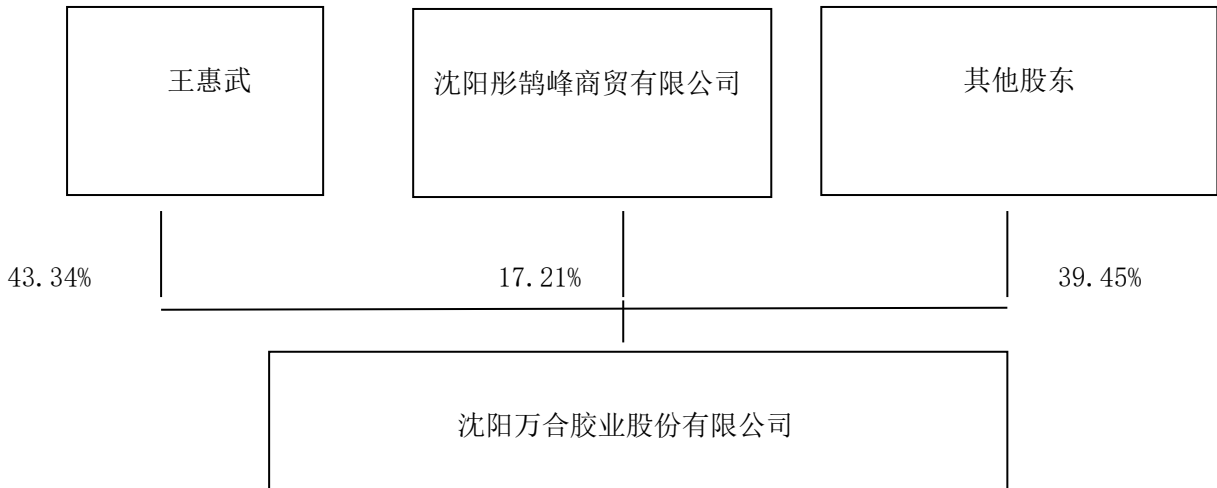 王惠武
沈阳彤鹄峰商贸有限公司
其他股东
43.34%
17.21%
39.45%
沈阳万合胶业股份有限公司